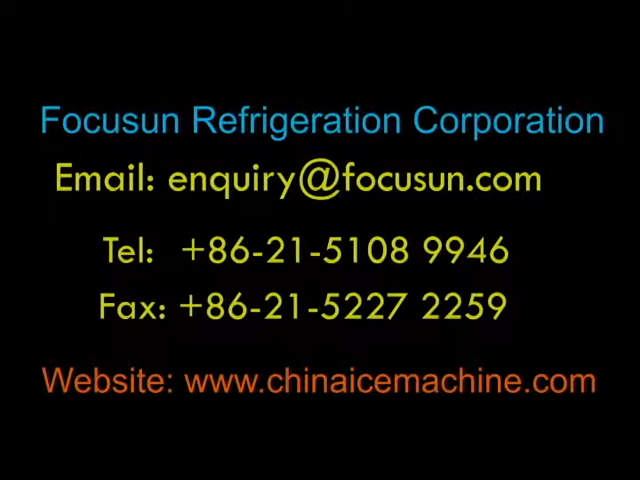 Focusun Refrigeration Corporation
Email: enquiry@focusun.com
Tel: +86-21-5108 9946
Fax: +86-21-5227 2259
Website: www.chinaicemachine.com